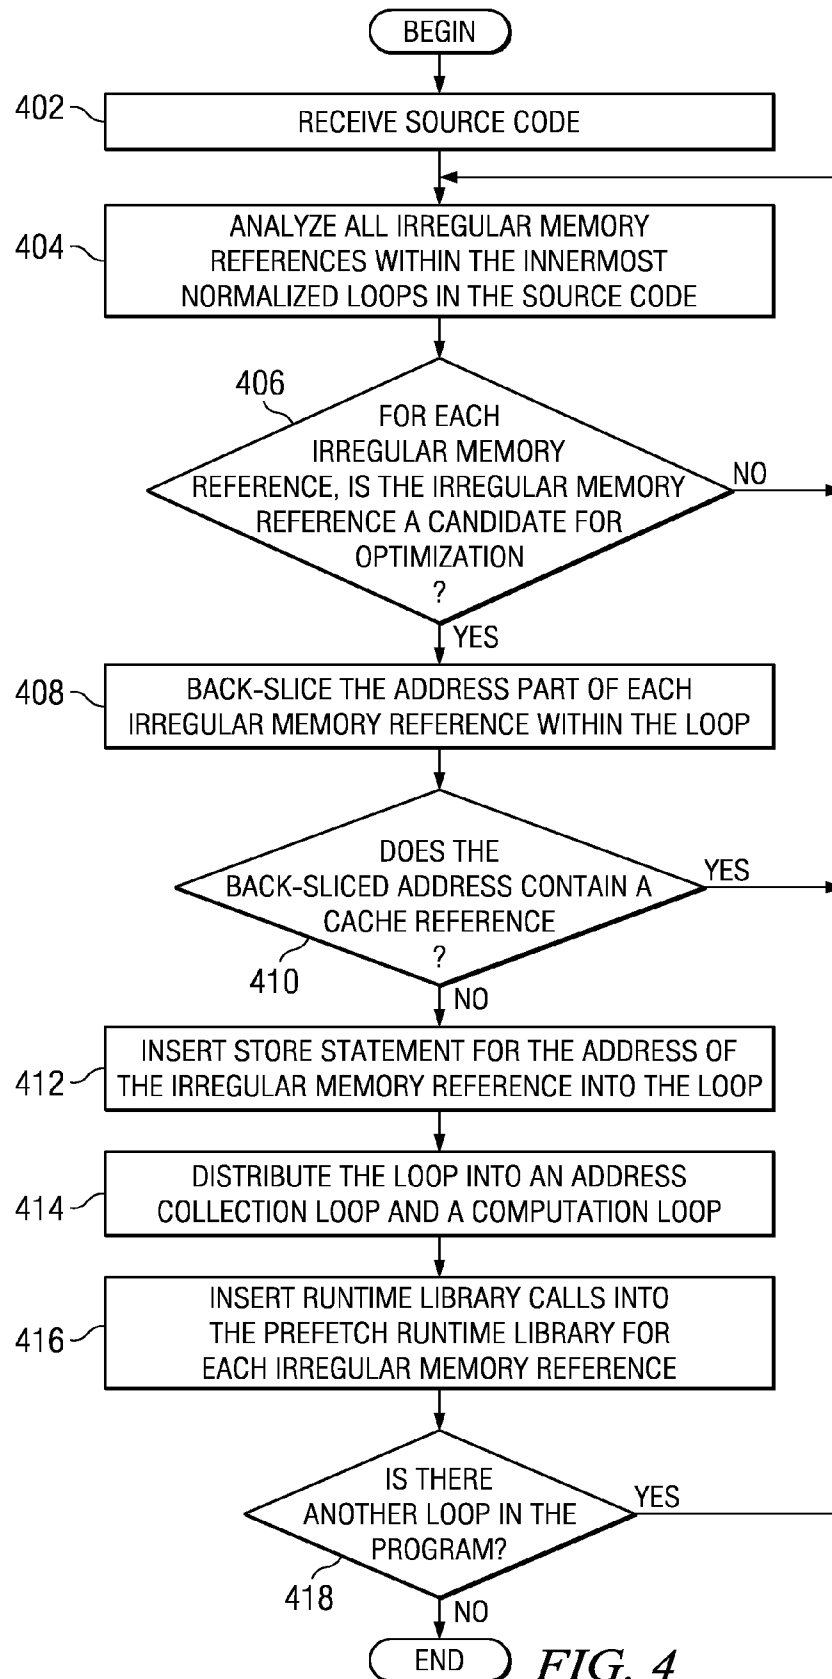 BEGIN
402
RECEIVE SOURCE CODE
404
ANALYZE ALL IRREGULAR MEMORY
REFERENCES WITHIN THE INNERMOST
NORMALIZED LOOPS IN THE SOURCE CODE
406
FOR EACH
IRREGULAR MEMORY
REFERENCE, IS THE IRREGULAR MEMORY
REFERENCE A CANDIDATE FOR
OPTIMIZATION
?
NO
YES
408
BACK-SLICE THE ADDRESS PART OF EACH
IRREGULAR MEMORY REFERENCE WITHIN THE LOOP
DOES THE
BACK-SLICED ADDRESS CONTAIN A
CACHE REFERENCE
?
YES
410
NO
412
INSERT STORE STATEMENT FOR THE ADDRESS OF
THE IRREGULAR MEMORY REFERENCE INTO THE LOOP
414
DISTRIBUTE THE LOOP INTO AN ADDRESS
COLLECTION LOOP AND A COMPUTATION LOOP
416
INSERT RUNTIME LIBRARY CALLS INTO
THE PREFETCH RUNTIME LIBRARY FOR
EACH IRREGULAR MEMORY REFERENCE
IS THERE
ANOTHER LOOP IN THE
PROGRAM?
YES
418
NO
END
FIG. 4